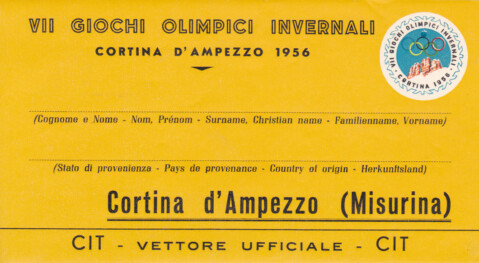 VII GIOCHI OLIMPICI INVERNALI
CORTINA D'AMPEZZO 1956
VII GIOCHI OLIMPICI INVERNALI
CORTINA 1956
(Cognome e Nome - Nom, Prénom - Surname, Christian name - Familienname, Vorname)
(Stato di provenienza - Pays de provenance - Country of origin - Herkunftsland)
Cortina d'Ampezzo (Misurina)
CIT - VETTORE UFFICIALE - CIT